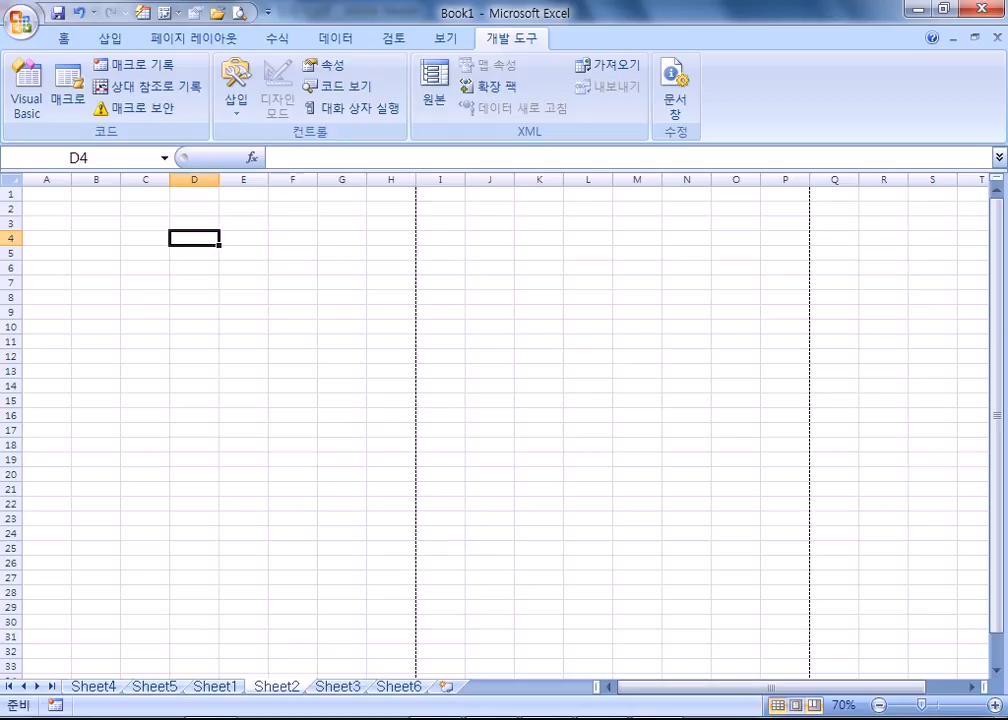 Book1 - Microsoft Excel
홈 삽입 페이지 레이아웃 수식 데이터 검토 보기 개발 도구
Visual Basic
매크로
매크로 기록
상대 참조로 기록
매크로 보안
코드
삽입
디자인 모드
속성
코드 보기
대화 상자 실행
컨트롤
원본
맵 속성
확장 팩
데이터 새로 고침
가져오기
내보내기
XML
문서 창
수정
D4 fx
A B C D E F G H I J K L M N O P Q R S T
1
2
3
4
5
6
7
8
9
10
11
12
13
14
15
16
17
18
19
20
21
22
23
24
25
26
27
28
29
30
31
32
33
Sheet4 Sheet5 Sheet1 Sheet2 Sheet3 Sheet6
준비 70%